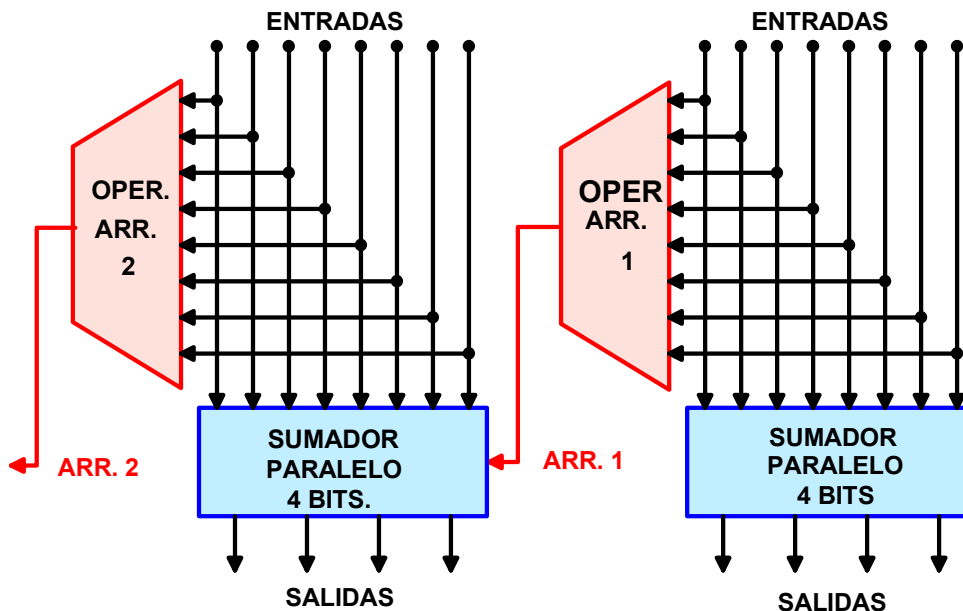 ENTRADAS
ENTRADAS
OPER.
ARR.
2
OPER
ARR.
1
SUMADOR
PARALELO
4 BITS.
SUMADOR
PARALELO
4 BITS
ARR. 2
ARR. 1
SALIDAS
SALIDAS